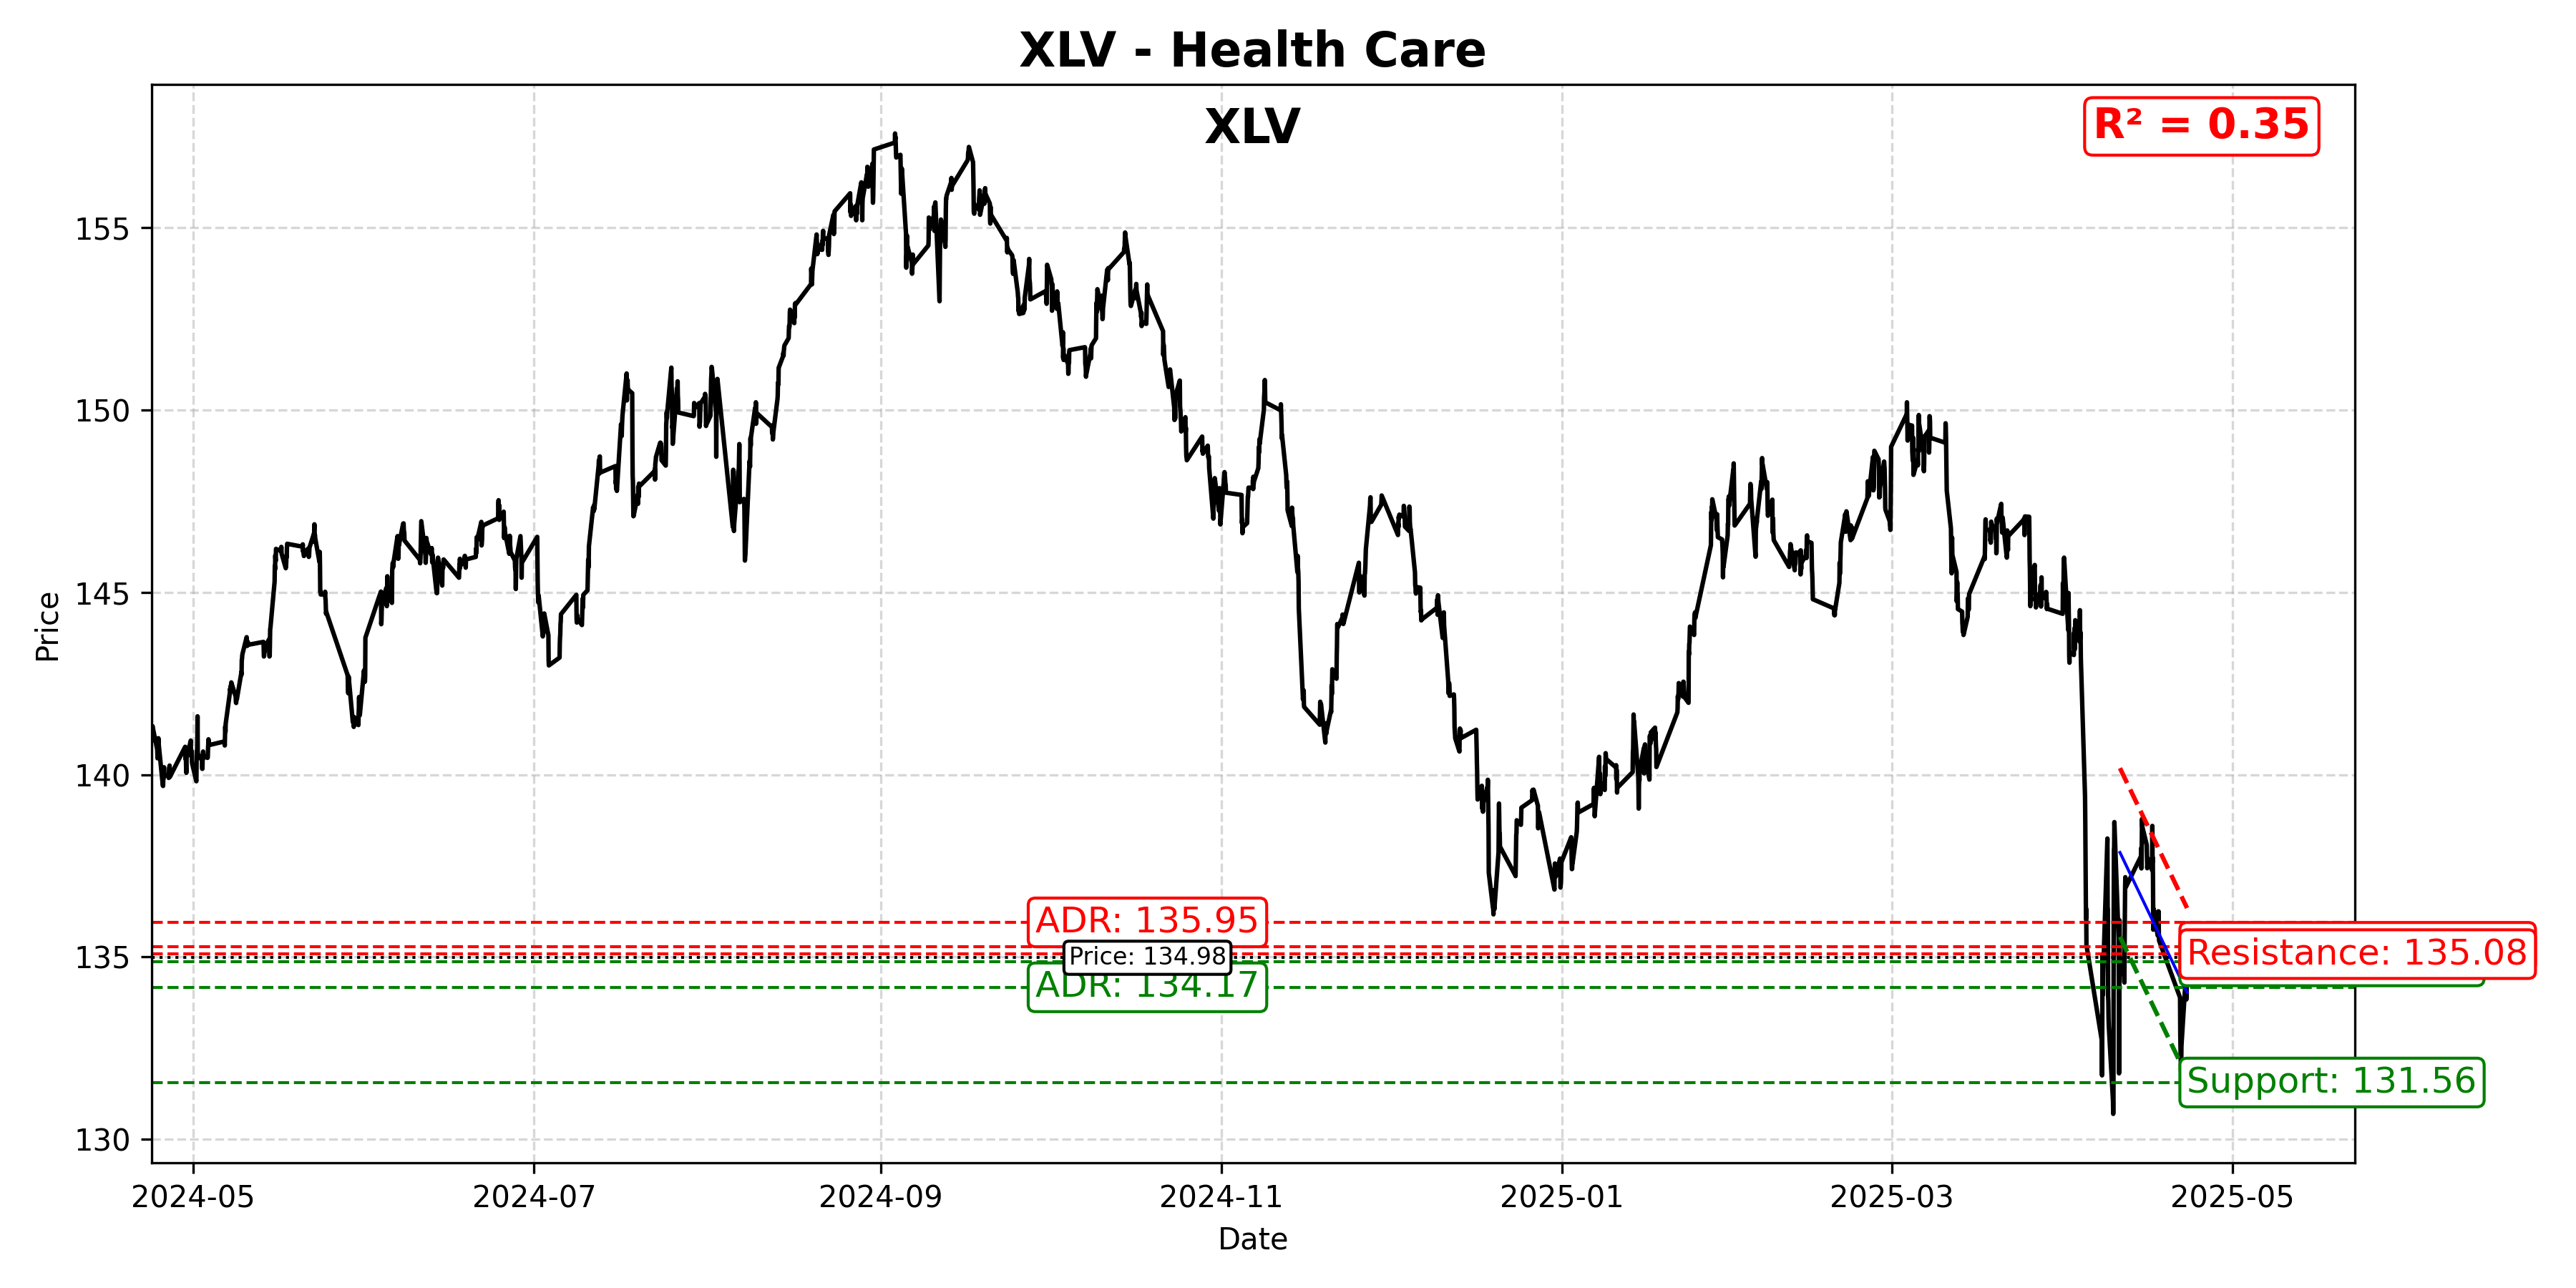 XLV - Health Care
XLV
R² = 0.35
155
150
145
140
135
130
Price
ADR: 135.95
Price: 134.98
ADR: 134.17
Resistance: 135.08
Support: 131.56
2024-05
2024-07
2024-09
2024-11
2025-01
2025-03
2025-05
Date